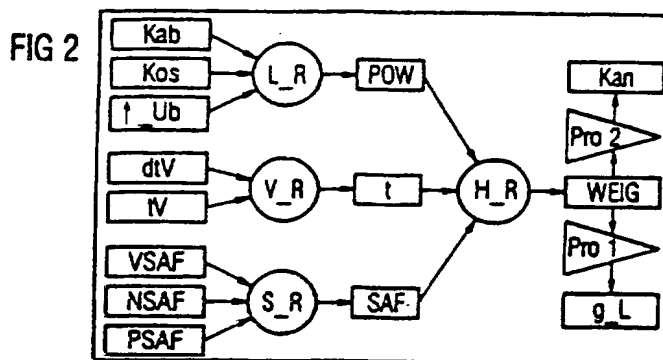 FIG 2
Kab
Kos
↑_Ub
L_R
POW
dtV
tV
V_R
t
H_R
VSAF
NSAF
PSAF
S_R
SAF
Kan
Pro 2
WEIG
Pro 1
g_L